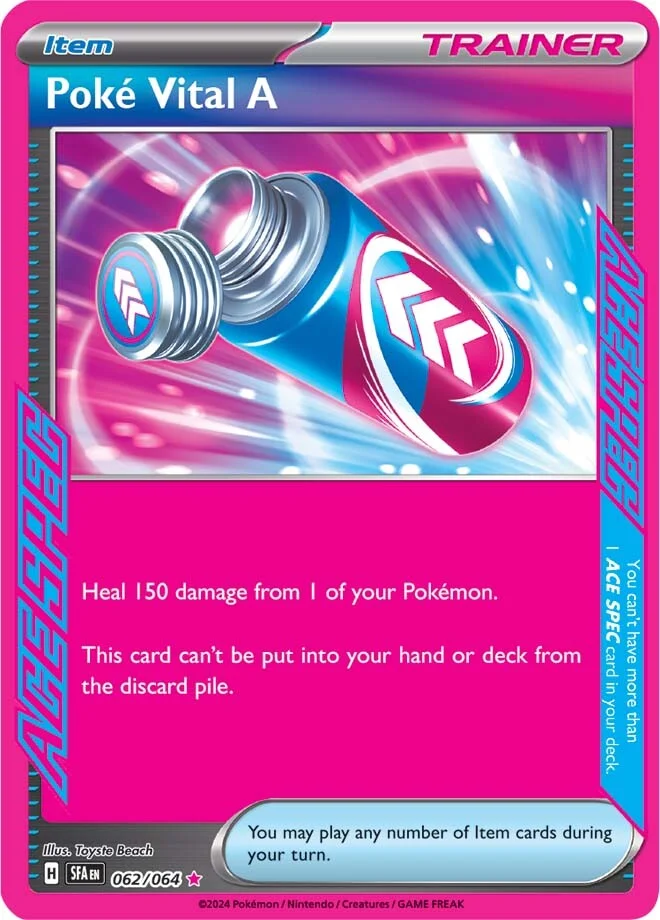 Item
TRAINER
Poké Vital A
ACE SPEC
ACE SPEC
Heal 150 damage from 1 of your Pokémon.
This card can't be put into your hand or deck from
the discard pile.
You can't have more than
1 ACE SPEC card in your deck.
You may play any number of Item cards during
your turn.
Illus. Toyste Beach
H SFA EN 062/064
©2024 Pokémon / Nintendo / Creatures / GAME FREAK